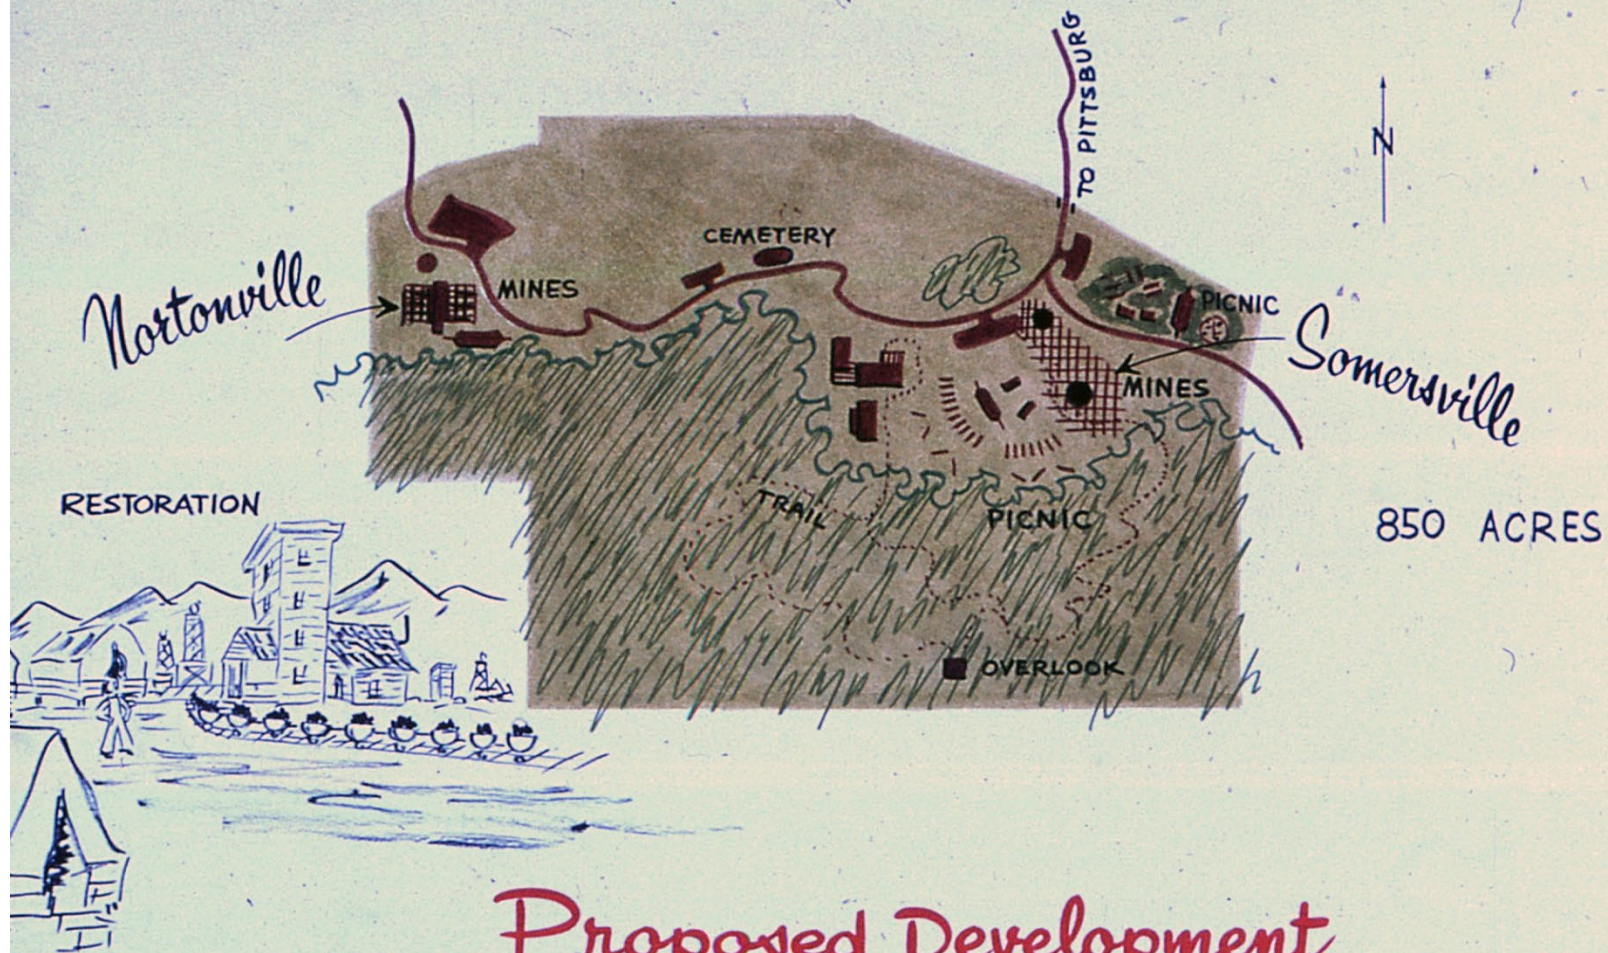 TO PITTSBURG
N
CEMETERY
Nortonville
MINES
PICNIC
Somersville
MINES
RESTORATION
TRAIL
PICNIC
850 ACRES
OVERLOOK
Proposed Development